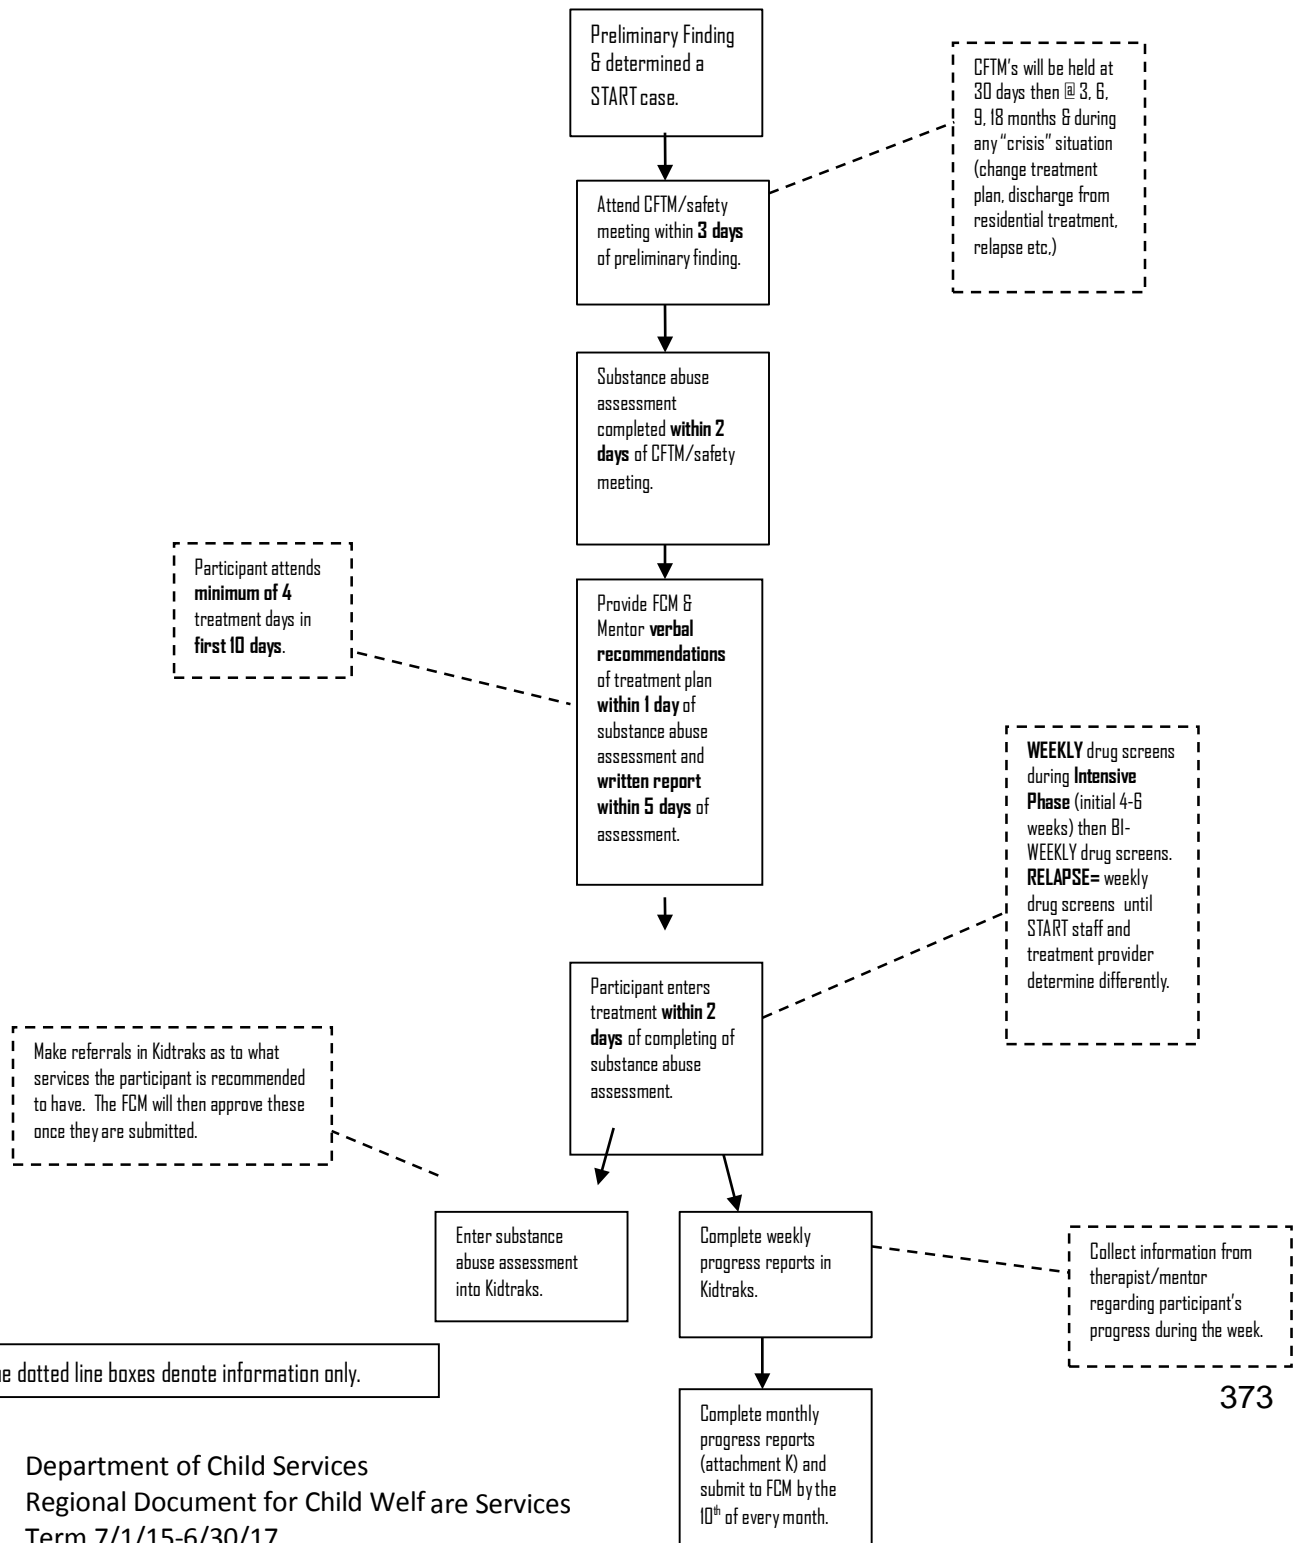 Preliminary Finding
& determined a
START case.
CFTM's will be held at
30 days then @ 3, 6,
9, 18 months & during
any "crisis" situation
(change treatment
plan, discharge from
residential treatment,
relapse etc,)
Attend CFTM/safety
meeting within 3 days
of preliminary finding.
Substance abuse
assessment
completed within 2
days of CFTM/safety
meeting.
Participant attends
minimum of 4
treatment days in
first 10 days.
Provide FCM &
Mentor verbal
recommendations
of treatment plan
within 1 day of
substance abuse
assessment and
written report
within 5 days of
assessment.
WEEKLY drug screens
during Intensive
Phase (initial 4-6
weeks) then BI-
WEEKLY drug screens.
RELAPSE= weekly
drug screens until
START staff and
treatment provider
determine differently.
Participant enters
treatment within 2
days of completing of
substance abuse
assessment.
Make referrals in Kidtraks as to what
services the participant is recommended
to have. The FCM will then approve these
once they are submitted.
Enter substance
abuse assessment
into Kidtraks.
Complete weekly
progress reports in
Kidtraks.
Collect information from
therapist/mentor
regarding participant's
progress during the week.
dotted line boxes denote information only.
373
Complete monthly
progress reports
(attachment K) and
submit to FCM by the
10th of every month.
Department of Child Services
Regional Document for Child Welfare Services
Term 7/1/15-6/30/17